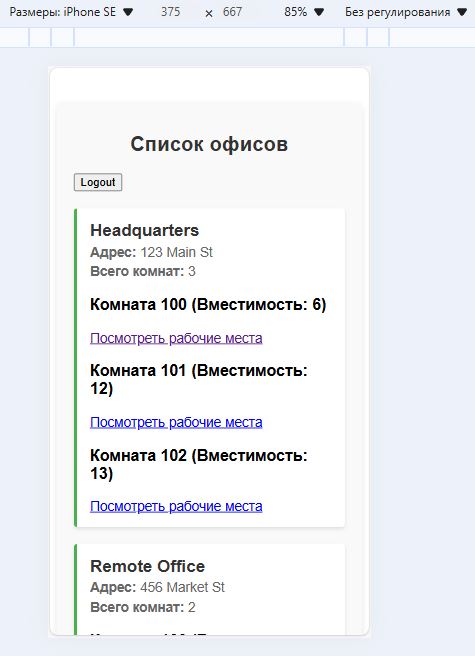 Размеры: iPhone SE ▼ 375 × 667 85% ▼ Без регулирования ▼
Список офисов
Logout
Headquarters
Адрес: 123 Main St
Всего комнат: 3
Комната 100 (Вместимость: 6)
Посмотреть рабочие места
Комната 101 (Вместимость:
12)
Посмотреть рабочие места
Комната 102 (Вместимость:
13)
Посмотреть рабочие места
Remote Office
Адрес: 456 Market St
Всего комнат: 2